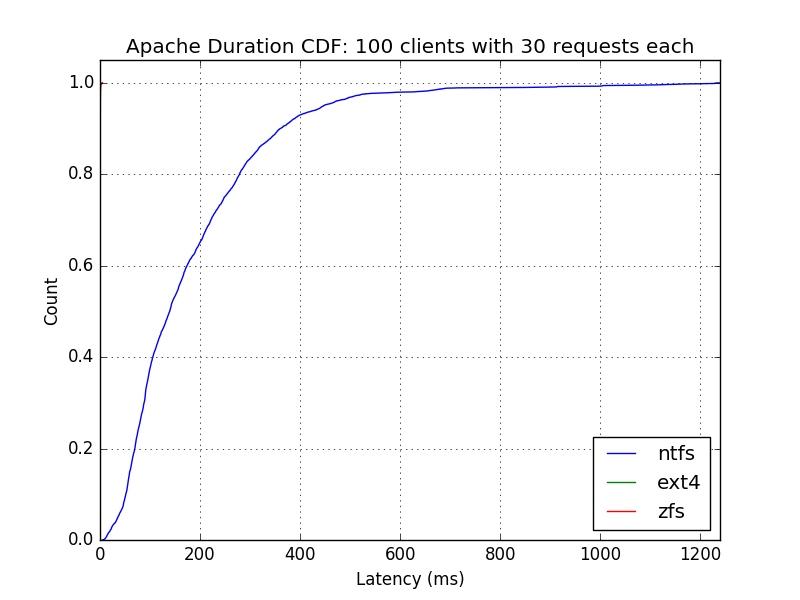 Apache Duration CDF: 100 clients with 30 requests each
1.0
0.8
0.6
0.4
0.2
0.0
Count
0 200 400 600 800 1000 1200
Latency (ms)
ntfs
ext4
zfs